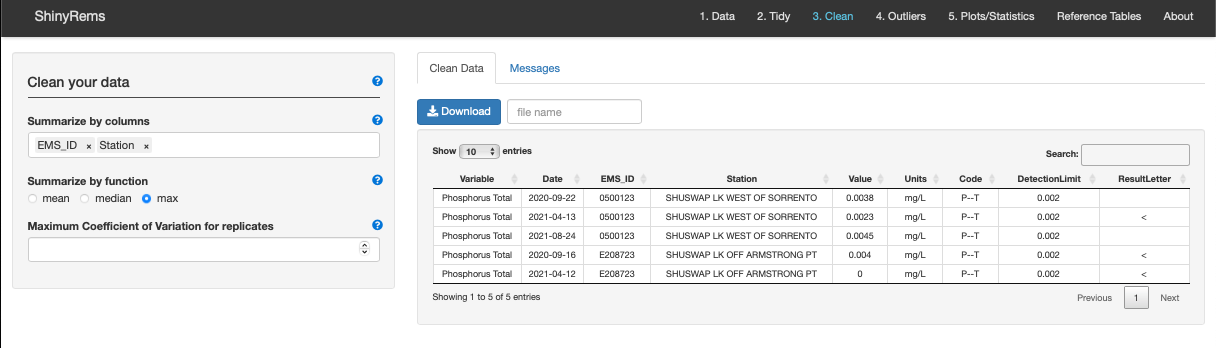 ShinyRems 1. Data 2. Tidy 3. Clean 4. Outliers 5. Plots/Statistics Reference Tables About
Clean your data ?
Summarize by columns ?
EMS_ID × Station ×
Summarize by function ?
mean median max
Maximum Coefficient of Variation for replicates ?
Clean Data Messages
Download file name
Show 10 entries
Search:
Variable Date EMS_ID Station Value Units Code DetectionLimit ResultLetter
Phosphorus Total 2020-09-22 0500123 SHUSWAP LK WEST OF SORRENTO 0.0038 mg/L P--T 0.002
Phosphorus Total 2021-04-13 0500123 SHUSWAP LK WEST OF SORRENTO 0.0023 mg/L P--T 0.002 <
Phosphorus Total 2021-08-24 0500123 SHUSWAP LK WEST OF SORRENTO 0.0045 mg/L P--T 0.002
Phosphorus Total 2020-09-16 E208723 SHUSWAP LK OFF ARMSTRONG PT 0.004 mg/L P--T 0.002 <
Phosphorus Total 2021-04-12 E208723 SHUSWAP LK OFF ARMSTRONG PT 0 mg/L P--T 0.002 <
Showing 1 to 5 of 5 entries
Previous 1 Next